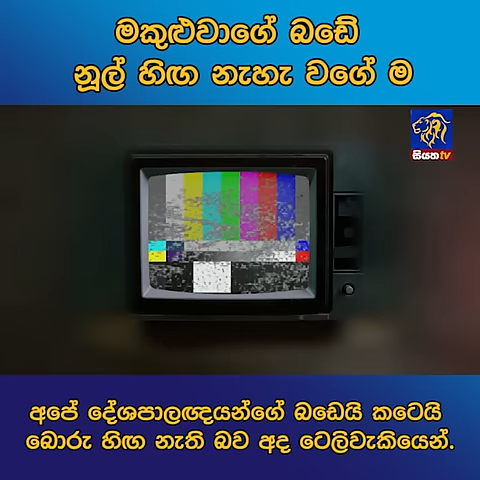 මකුළුවාගේ බඩේ
නූල් හිඟ නැහැ වගේ ම
සියත tv
අපේ දේශපාලඥයන්ගේ බඩෙයි කටෙයි
බොරු හිඟ නැති බව අද ටෙලිවැකියෙන්.